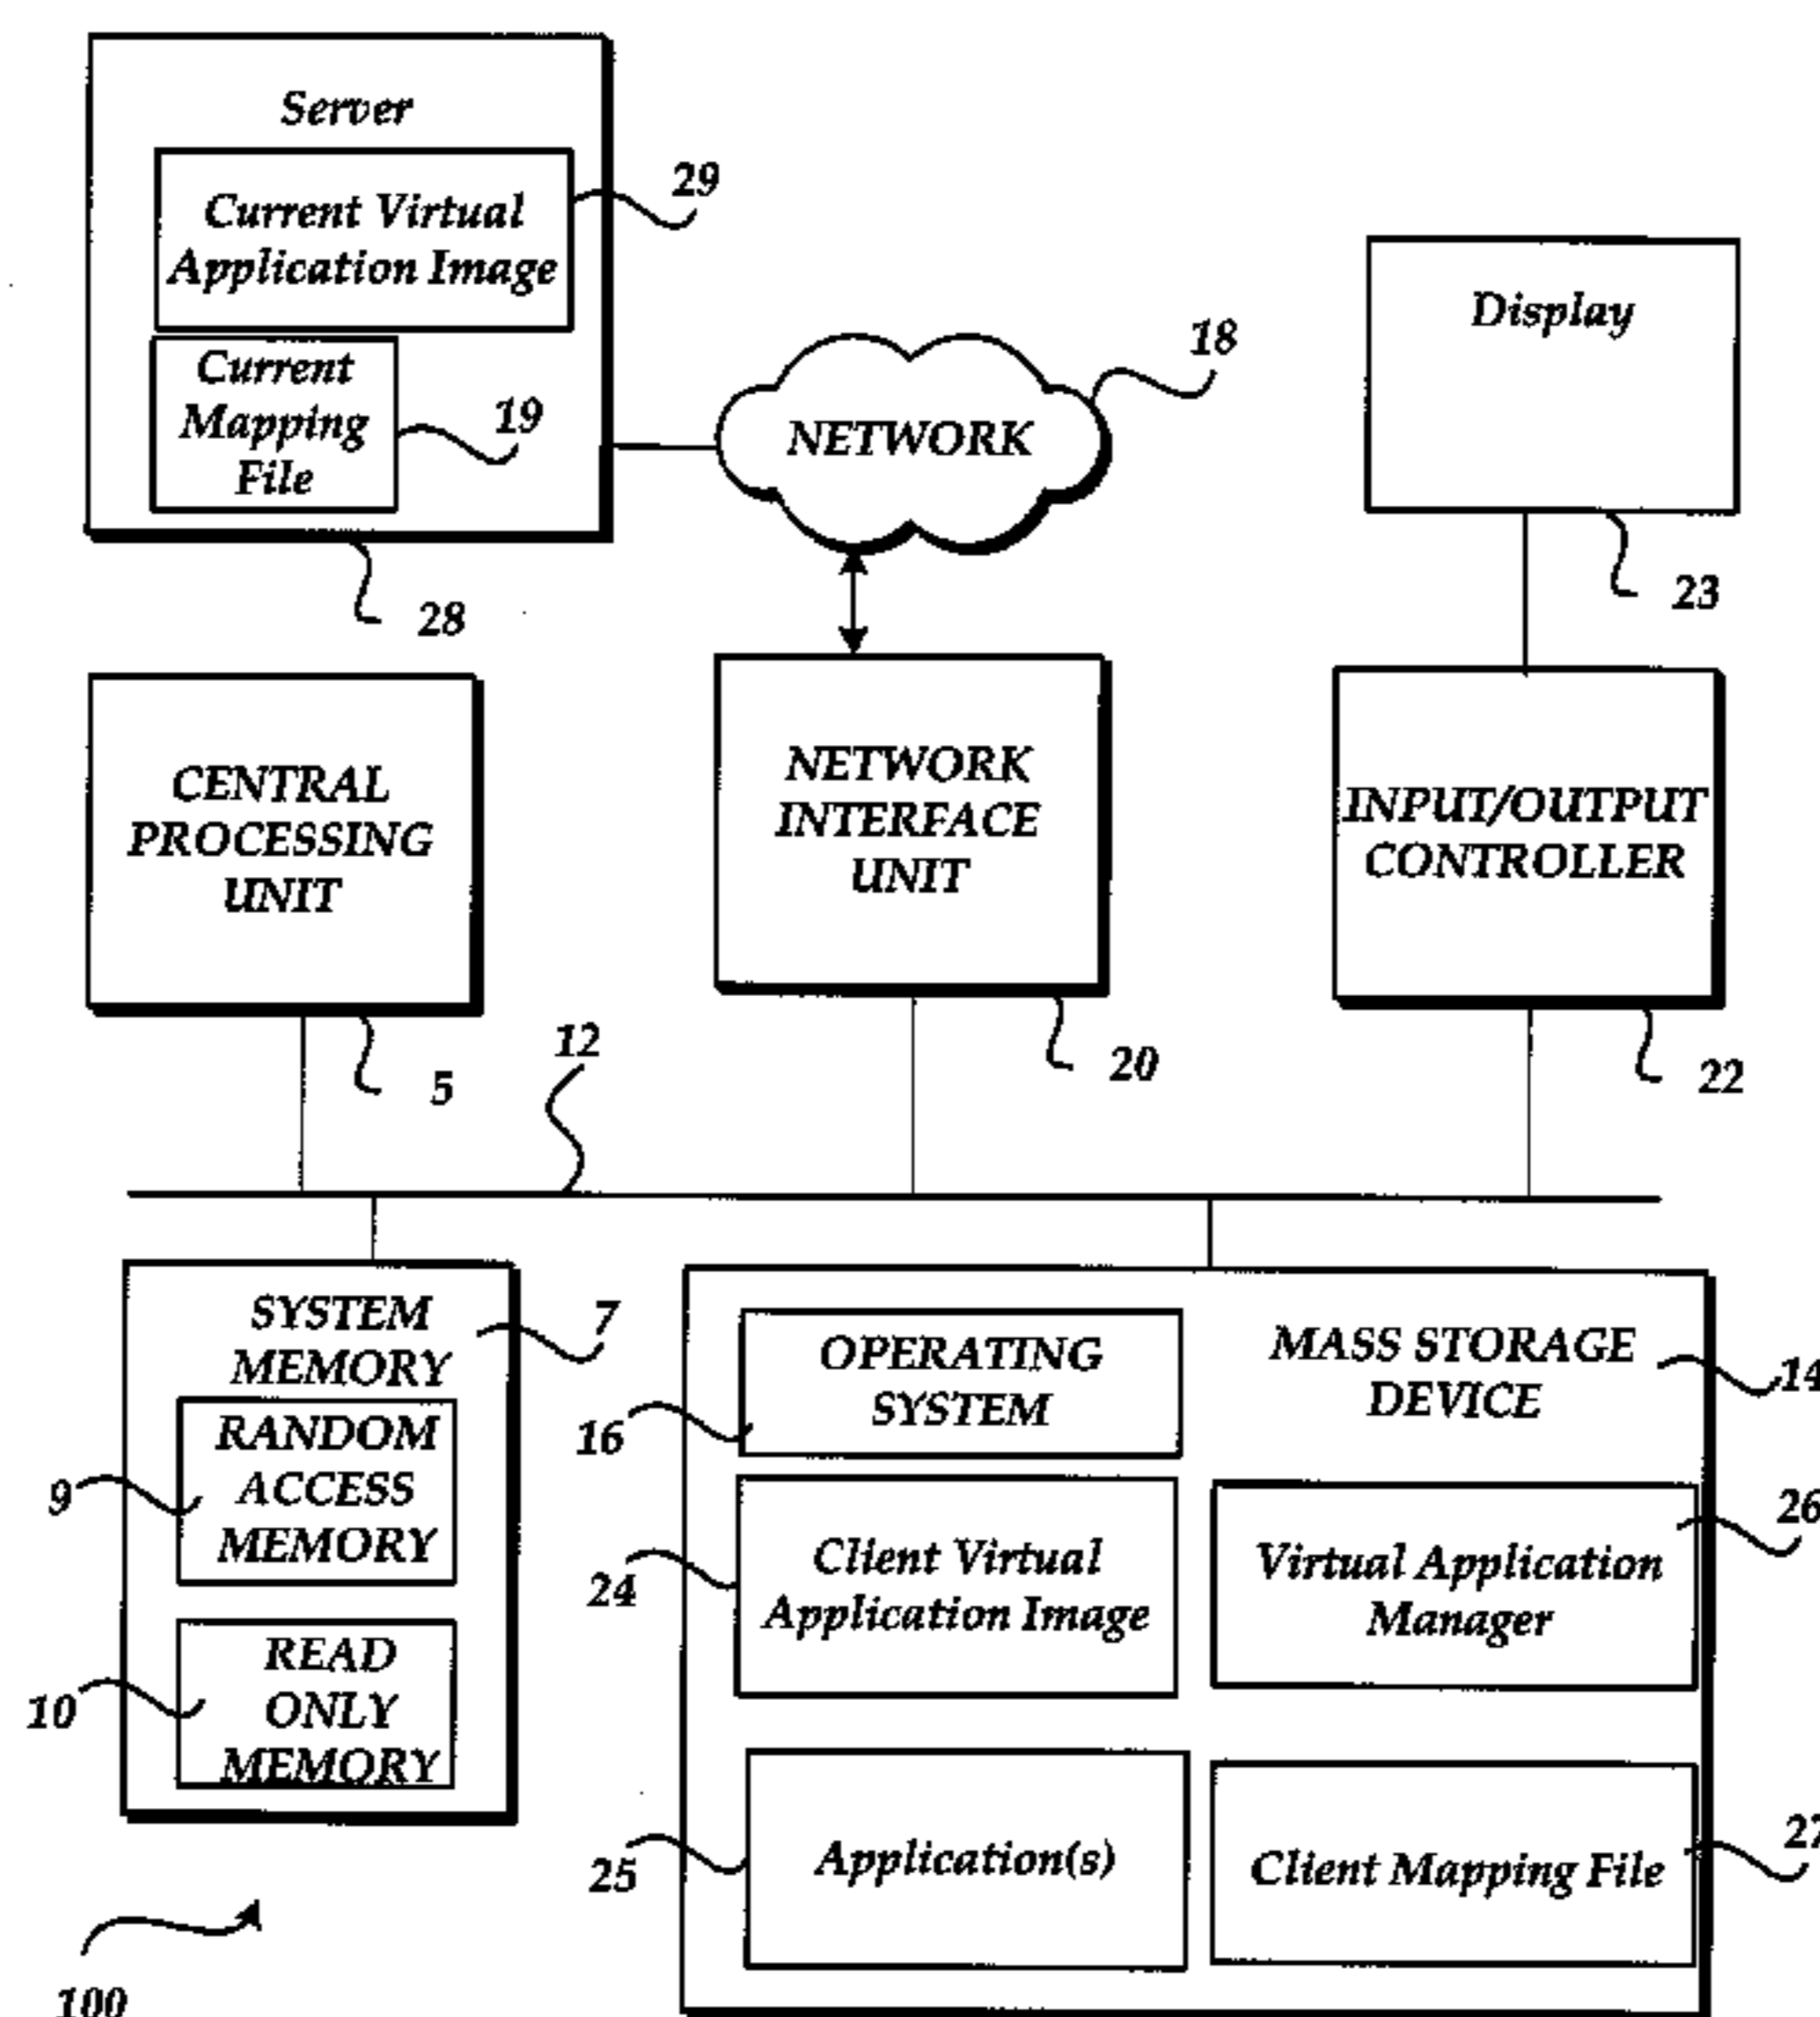 Server
Current Virtual
Application Image
29
Current
Mapping
File
19
28
NETWORK
18
Display
23
CENTRAL
PROCESSING
UNIT
5
NETWORK
INTERFACE
UNIT
20
INPUT/OUTPUT
CONTROLLER
22
12
SYSTEM
MEMORY
7
RANDOM
ACCESS
MEMORY
9
READ
ONLY
MEMORY
10
MASS STORAGE
DEVICE
14
OPERATING
SYSTEM
16
Client Virtual
Application Image
24
Virtual Application
Manager
26
Application(s)
25
Client Mapping File
27
100